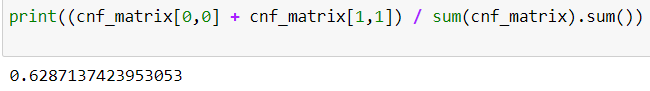 print((cnf_matrix[0,0] + cnf_matrix[1,1]) / sum(cnf_matrix).sum())
0.6287137423953053